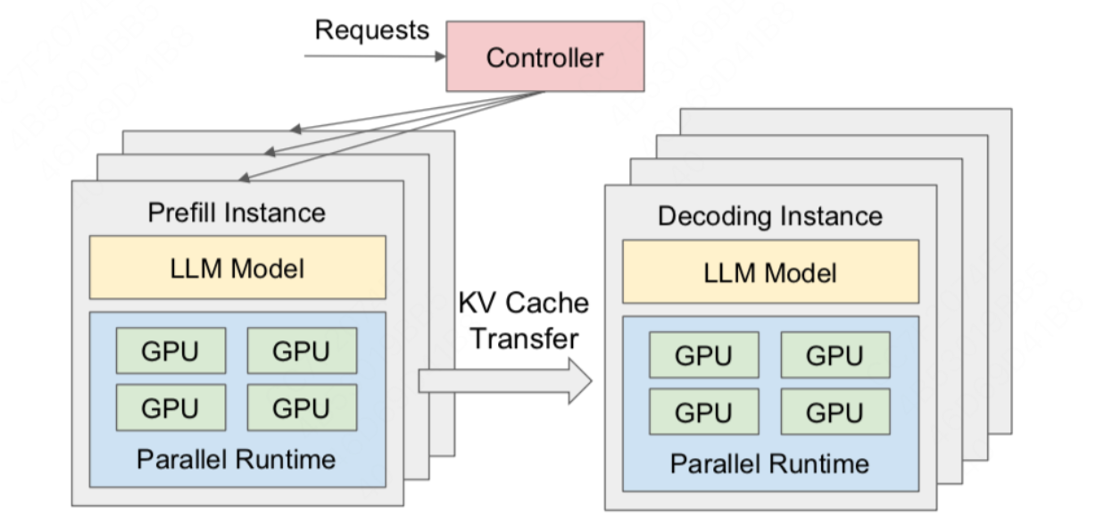 Requests
Controller
Prefill Instance
LLM Model
GPU GPU
GPU GPU
Parallel Runtime
KV Cache
Transfer
Decoding Instance
LLM Model
GPU GPU
GPU GPU
Parallel Runtime